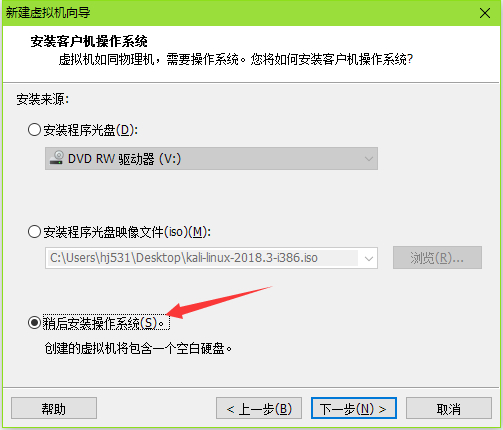 新建虚拟机向导
安装客户机操作系统
虚拟机如同物理机，需要操作系统。您将如何安装客户机操作系统?
安装来源:
安装程序光盘(D):
DVD RW 驱动器 (V:)
安装程序光盘映像文件(iso)(M):
C:\Users\hj531\Desktop\kali-linux-2018.3-i386.iso
浏览(R)...
稍后安装操作系统(S)。
创建的虚拟机将包含一个空白硬盘。
帮助
< 上一步(B)
下一步(N) >
取消